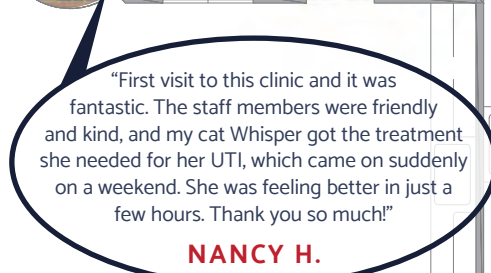 “First visit to this clinic and it was
fantastic. The staff members were friendly
and kind, and my cat Whisper got the treatment
she needed for her UTI, which came on suddenly
on a weekend. She was feeling better in just a
few hours. Thank you so much!”
NANCY H.